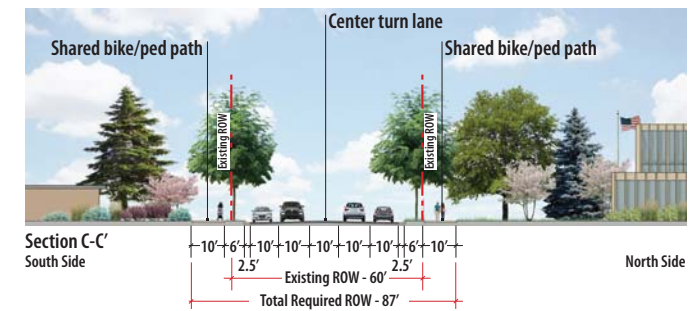 Center turn lane
Shared bike/ped path
Shared bike/ped path
Existing ROW
Existing ROW
Section C-C’
South Side
10’ 6’ 10’ 10’ 10’ 10’ 10’ 6’ 10’
2.5’ 2.5’
Existing ROW - 60’
North Side
Total Required ROW - 87’